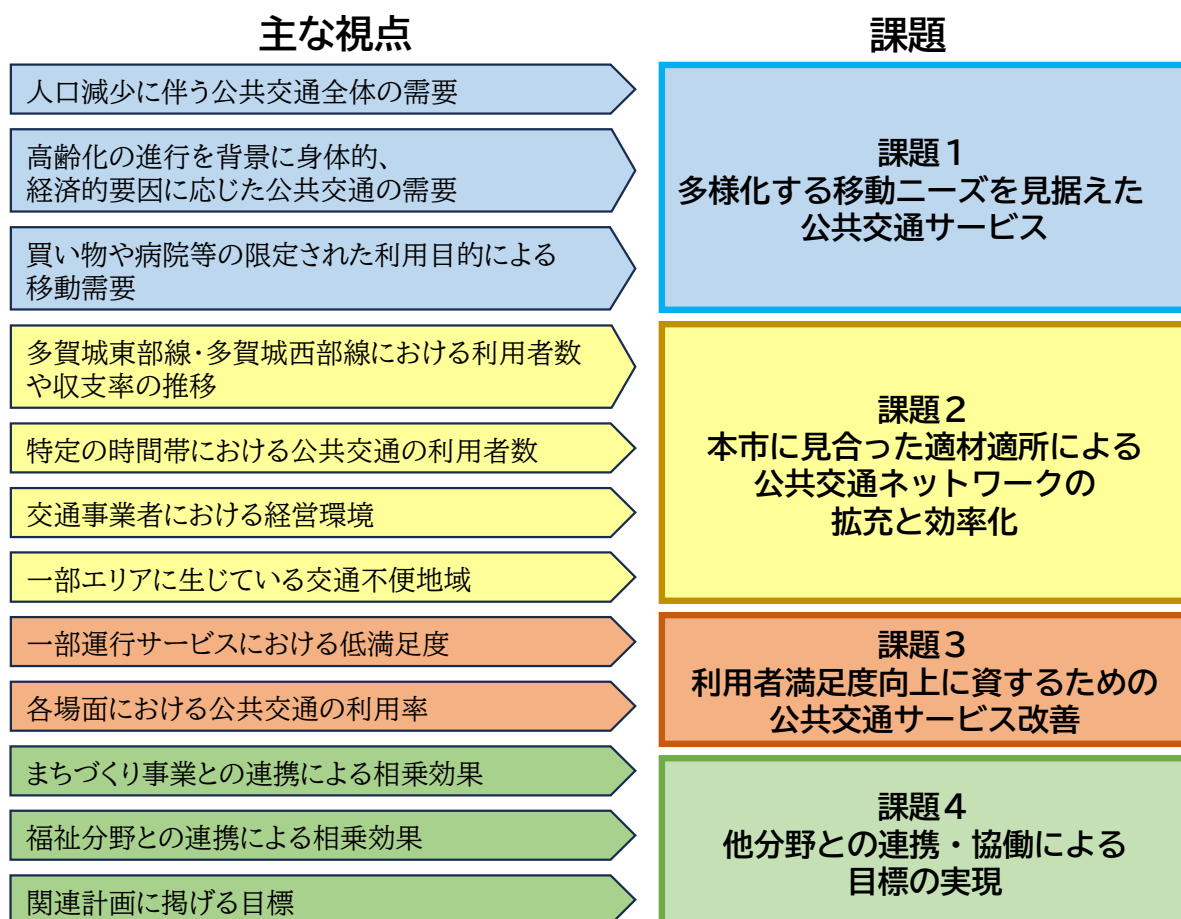 主な視点
課題
人口減少に伴う公共交通全体の需要
高齢化の進行を背景に身体的、
経済的要因に応じた公共交通の需要
買い物や病院等の限定された利用目的による
移動需要
課題１
多様化する移動ニーズを見据えた
公共交通サービス
多賀城東部線・多賀城西部線における利用者数
や収支率の推移
特定の時間帯における公共交通の利用者数
交通事業者における経営環境
一部エリアに生じている交通不便地域
課題２
本市に見合った適材適所による
公共交通ネットワークの
拡充と効率化
一部運行サービスにおける低満足度
各場面における公共交通の利用率
課題３
利用者満足度向上に資するための
公共交通サービス改善
まちづくり事業との連携による相乗効果
福祉分野との連携による相乗効果
関連計画に掲げる目標
課題４
他分野との連携・協働による
目標の実現